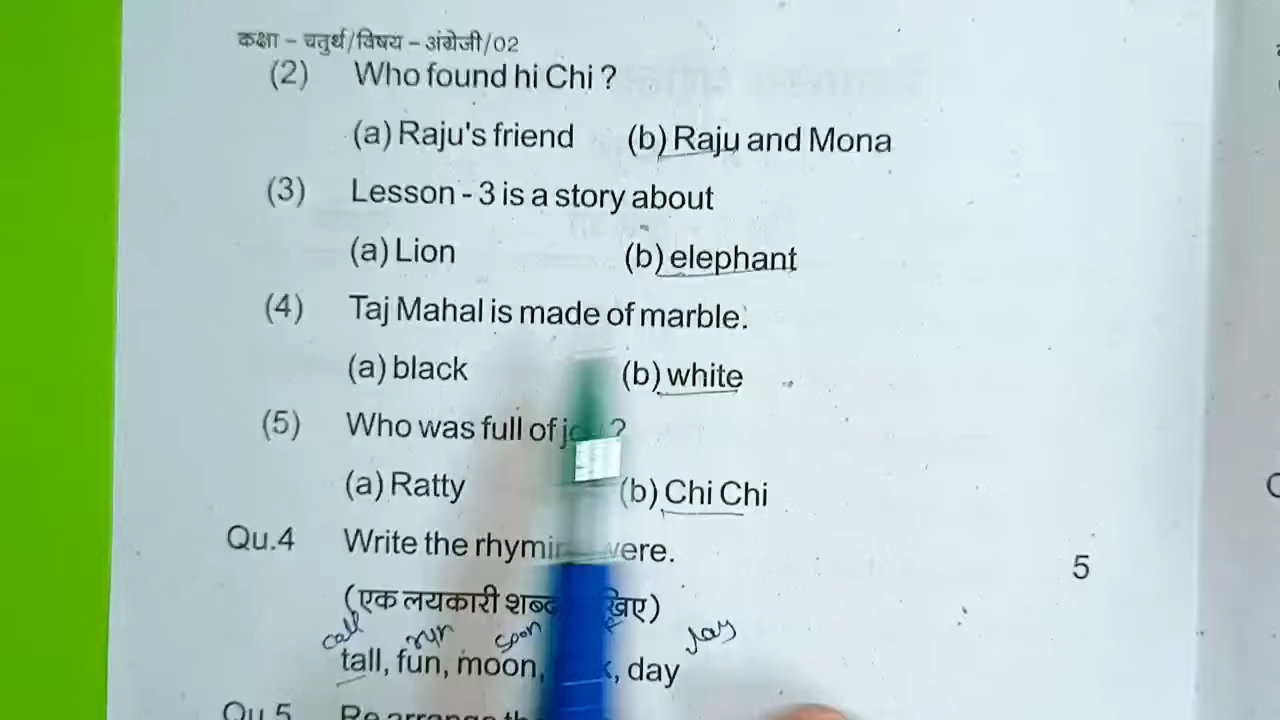 कक्षा – चतुर्थ/विषय – अंग्रेजी/02
(2) Who found hi Chi ?
(a) Raju's friend (b) Raju and Mona
(3) Lesson - 3 is a story about
(a) Lion (b) elephant
(4) Taj Mahal is made of marble.
(a) black (b) white
(5) Who was full of ?
(a) Ratty (b) Chi Chi
Qu.4 Write the 5
(एक लयकारी
call run spoon
tall, fun, moon, day
Qu.5